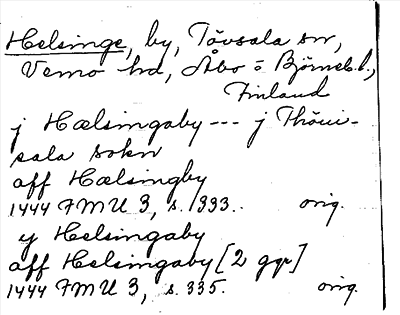 Helsinge, by, Tövsala sn,
Vemo hd, Åbo o Björneb. l.,
Finland
j Hælsingaby --- j Thöui-
sala sokn
aff Hælsingby
1444 FMU 3, s. 333. orig.
y Helsingaby
aff Helsingaby [2 ggr]
1444 FMU 3, s. 335. orig.